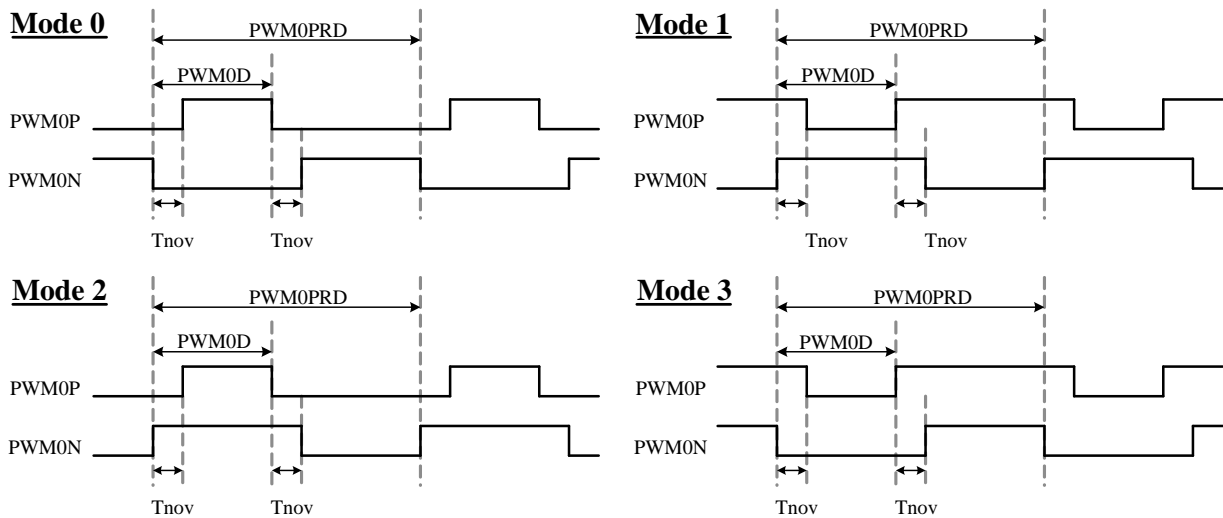 Mode 0
PWM0PRD
PWM0D
PWM0P
PWM0N
Tnov
Tnov
Mode 1
PWM0PRD
PWM0D
PWM0P
PWM0N
Tnov
Tnov
Mode 2
PWM0PRD
PWM0D
PWM0P
PWM0N
Tnov
Tnov
Mode 3
PWM0PRD
PWM0D
PWM0P
PWM0N
Tnov
Tnov